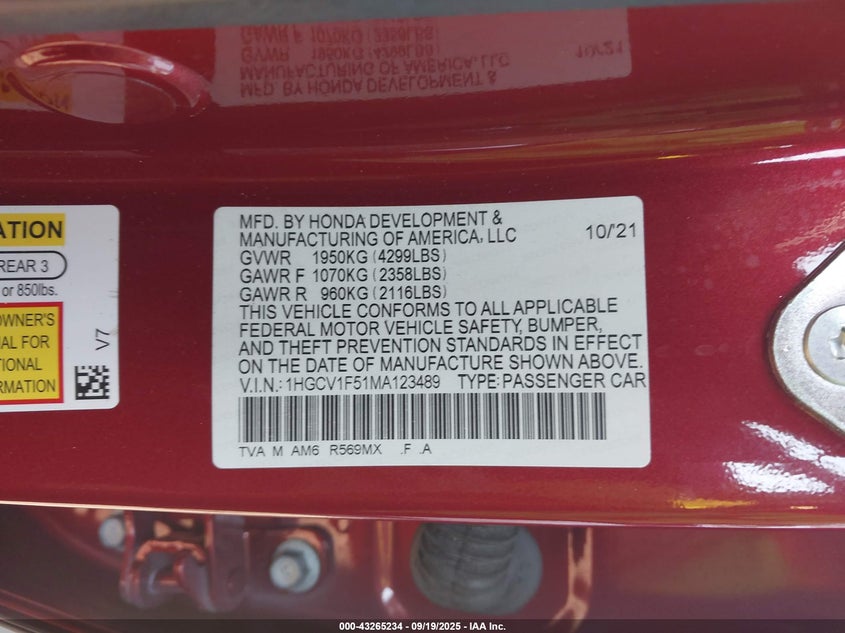 MFD. BY HONDA DEVELOPMENT &
MANUFACTURING OF AMERICA, LLC 10/'21
GVWR 1950KG (4299LBS)
GAWR F 1070KG (2358LBS)
GAWR R 960KG (2116LBS)
THIS VEHICLE CONFORMS TO ALL APPLICABLE
FEDERAL MOTOR VEHICLE SAFETY, BUMPER,
AND THEFT PREVENTION STANDARDS IN EFFECT
ON THE DATE OF MANUFACTURE SHOWN ABOVE.
V.I.N.: 1HGCV1F51MA123489 TYPE: PASSENGER CAR
TVA M AM6 R569MX .F .A
ATION
REAR 3
or 850lbs.
OWNER'S
FOR
MATION
V7
000-43265234 - 09/19/2025 - IAA Inc.